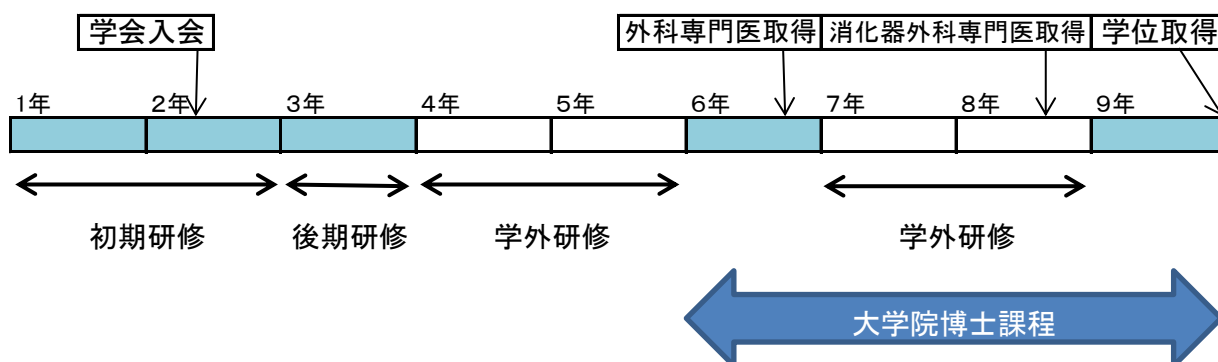 学会入会
外科専門医取得
消化器外科専門医取得
学位取得
1年
2年
3年
4年
5年
6年
7年
8年
9年
初期研修
後期研修
学外研修
学外研修
大学院博士課程